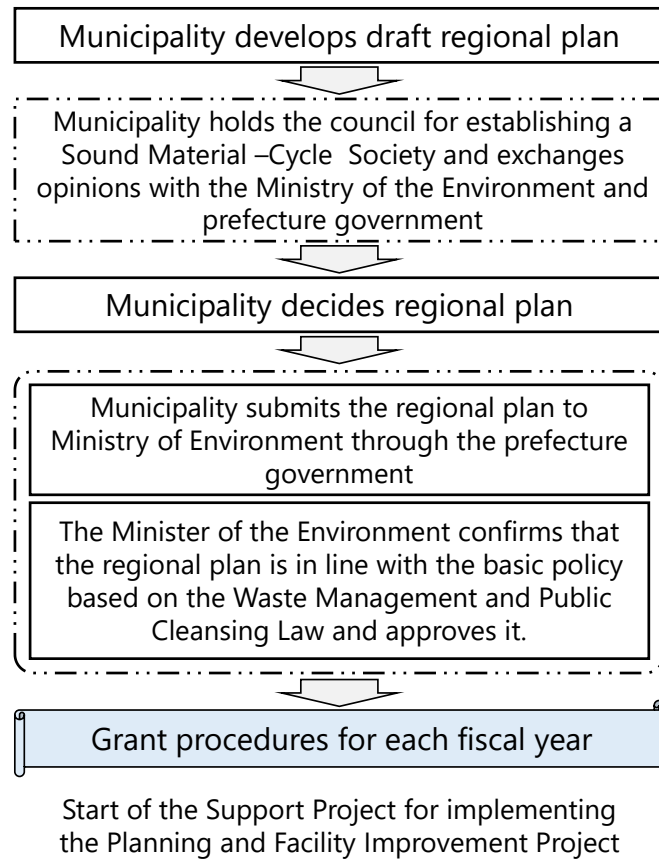 Municipality develops draft regional plan
Municipality holds the council for establishing a
Sound Material –Cycle Society and exchanges
opinions with the Ministry of the Environment and
prefecture government
Municipality decides regional plan
Municipality submits the regional plan to
Ministry of Environment through the prefecture
government
The Minister of the Environment confirms that
the regional plan is in line with the basic policy
based on the Waste Management and Public
Cleansing Law and approves it.
Grant procedures for each fiscal year
Start of the Support Project for implementing
the Planning and Facility Improvement Project